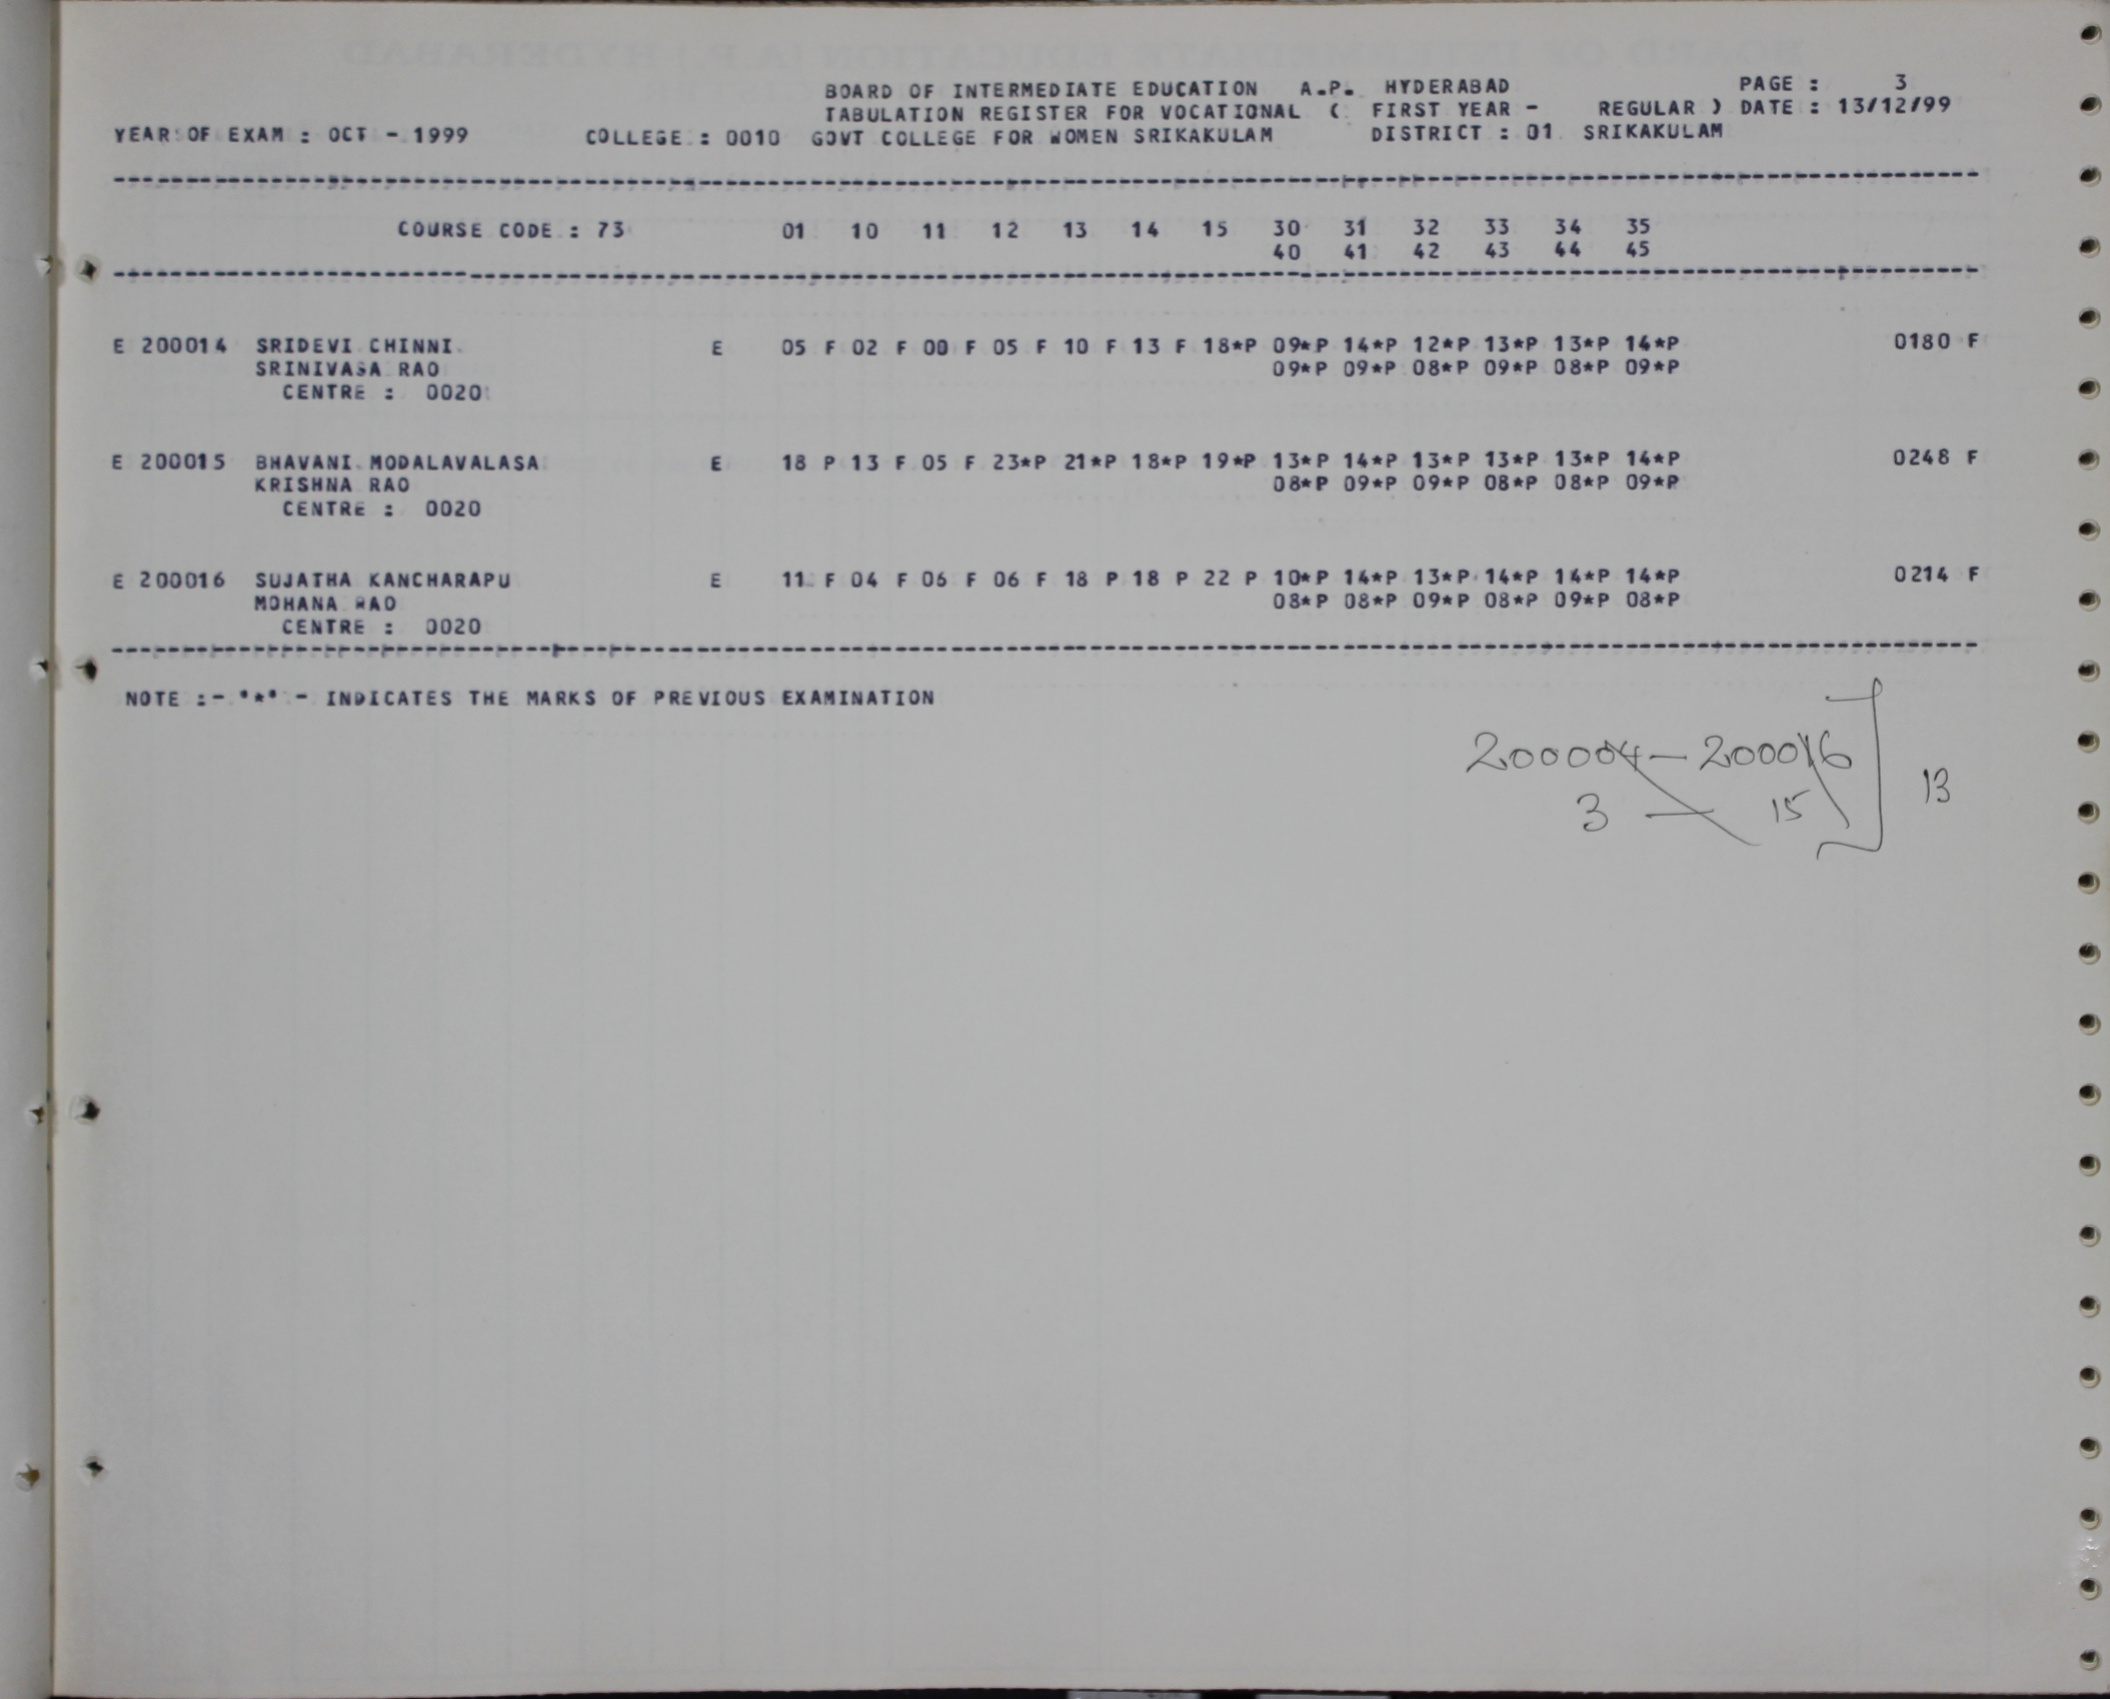 BOARD OF INTERMEDIATE EDUCATION A.P. HYDERABAD PAGE : 3
TABULATION REGISTER FOR VOCATIONAL ( FIRST YEAR - REGULAR ) DATE : 13/12/99
YEAR OF EXAM : OCT - 1999 COLLEGE : 0010 GOVT COLLEGE FOR WOMEN SRIKAKULAM DISTRICT : 01 SRIKAKULAM
COURSE CODE : 73 01 10 11 12 13 14 15 30 31 32 33 34 35
40 41 42 43 44 45
E 200014 SRIDEVI CHINNI E 05 F 02 F 00 F 05 F 10 F 13 F 18*P 09*P 14*P 12*P 13*P 13*P 14*P 0180 F
SRINIVASA RAO 09*P 09*P 08*P 09*P 08*P 09*P
CENTRE : 0020
E 200015 BHAVANI MODALAVALASA E 18 P 13 F 05 F 23*P 21*P 18*P 19*P 13*P 14*P 13*P 13*P 13*P 14*P 0248 F
KRISHNA RAO 08*P 09*P 09*P 08*P 08*P 09*P
CENTRE : 0020
E 200016 SUJATHA KANCHARAPU E 11 F 04 F 06 F 06 F 18 P 18 P 22 P 10*P 14*P 13*P 14*P 14*P 14*P 0214 F
MOHANA RAO 08*P 08*P 09*P 08*P 09*P 08*P
CENTRE : 0020
NOTE :- "*" - INDICATES THE MARKS OF PREVIOUS EXAMINATION
200004 - 200016
3 - 15
13